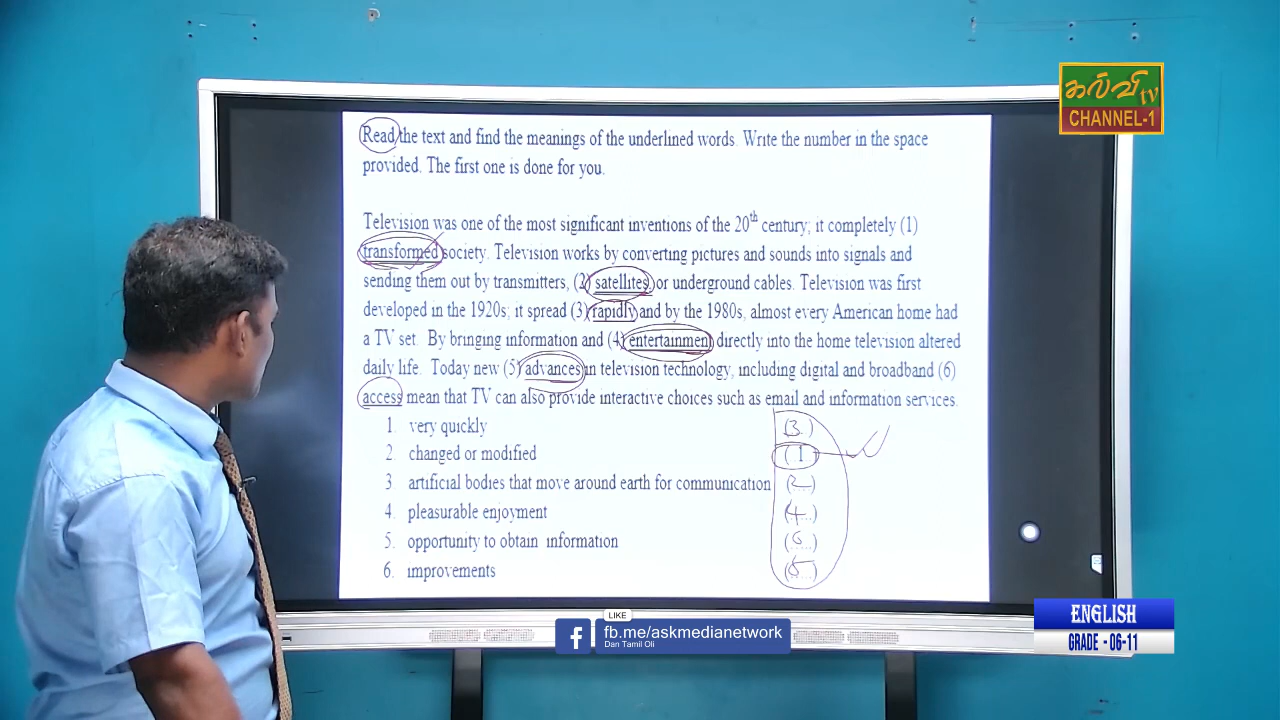 கல்வி tv
CHANNEL-1
Read the text and find the meanings of the underlined words. Write the number in the space
provided. The first one is done for you.
Television was one of the most significant inventions of the 20th century; it completely (1)
transformed society. Television works by converting pictures and sounds into signals and
sending them out by transmitters, (2) satellites or underground cables. Television was first
developed in the 1920s; it spread (3) rapidly and by the 1980s, almost every American home had
a TV set. By bringing information and (4) entertainment directly into the home television altered
daily life. Today new (5) advances in television technology, including digital and broadband (6)
access mean that TV can also provide interactive choices such as email and information services.
1. very quickly (3)
2. changed or modified (1)
3. artificial bodies that move around earth for communication (2)
4. pleasurable enjoyment (4)
5. opportunity to obtain information (6)
6. improvements (5)
ENGLISH
GRADE - 06-11
LIKE
f fb.me/askmedianetwork
Dan Tamil Oli